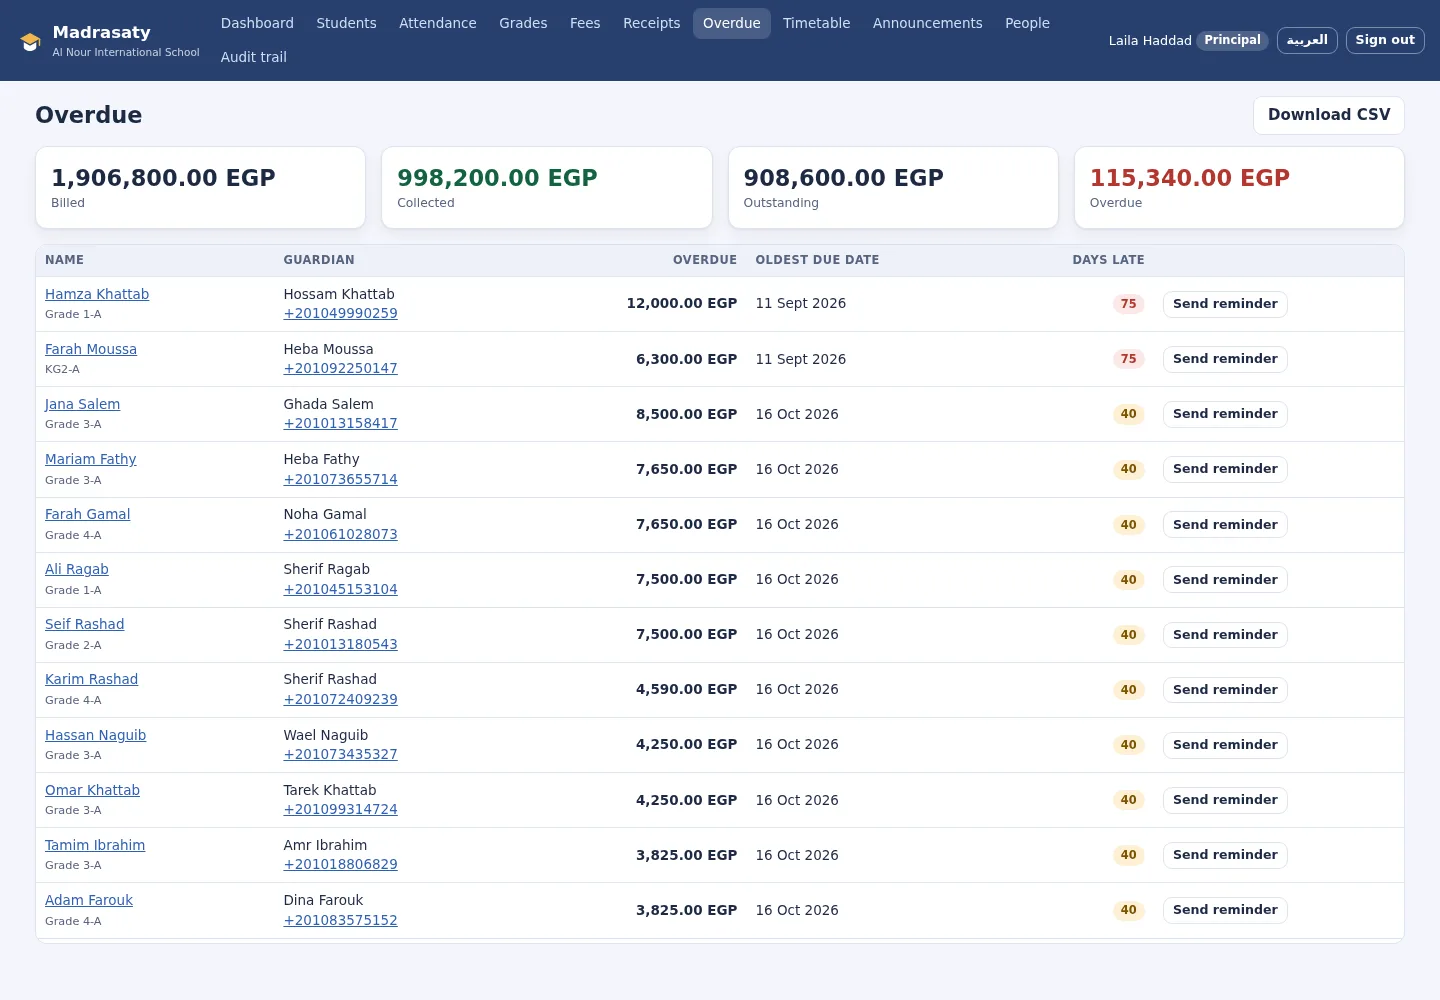 Madrasaty
Al Nour International School
Dashboard Students Attendance Grades Fees Receipts Overdue Timetable Announcements People
Audit trail
Laila Haddad Principal العربية Sign out
Overdue
Download CSV
1,906,800.00 EGP
Billed
998,200.00 EGP
Collected
908,600.00 EGP
Outstanding
115,340.00 EGP
Overdue
NAME GUARDIAN OVERDUE OLDEST DUE DATE DAYS LATE
Hamza Khattab
Grade 1-A
Hossam Khattab
+201049990259
12,000.00 EGP 11 Sept 2026 75 Send reminder
Farah Moussa
KG2-A
Heba Moussa
+201092250147
6,300.00 EGP 11 Sept 2026 75 Send reminder
Jana Salem
Grade 3-A
Ghada Salem
+201013158417
8,500.00 EGP 16 Oct 2026 40 Send reminder
Mariam Fathy
Grade 3-A
Heba Fathy
+201073655714
7,650.00 EGP 16 Oct 2026 40 Send reminder
Farah Gamal
Grade 4-A
Noha Gamal
+201061028073
7,650.00 EGP 16 Oct 2026 40 Send reminder
Ali Ragab
Grade 1-A
Sherif Ragab
+201045153104
7,500.00 EGP 16 Oct 2026 40 Send reminder
Seif Rashad
Grade 2-A
Sherif Rashad
+201013180543
7,500.00 EGP 16 Oct 2026 40 Send reminder
Karim Rashad
Grade 4-A
Sherif Rashad
+201072409239
4,590.00 EGP 16 Oct 2026 40 Send reminder
Hassan Naguib
Grade 3-A
Wael Naguib
+201073435327
4,250.00 EGP 16 Oct 2026 40 Send reminder
Omar Khattab
Grade 3-A
Tarek Khattab
+201099314724
4,250.00 EGP 16 Oct 2026 40 Send reminder
Tamim Ibrahim
Grade 3-A
Amr Ibrahim
+201018806829
3,825.00 EGP 16 Oct 2026 40 Send reminder
Adam Farouk
Grade 4-A
Dina Farouk
+201083575152
3,825.00 EGP 16 Oct 2026 40 Send reminder